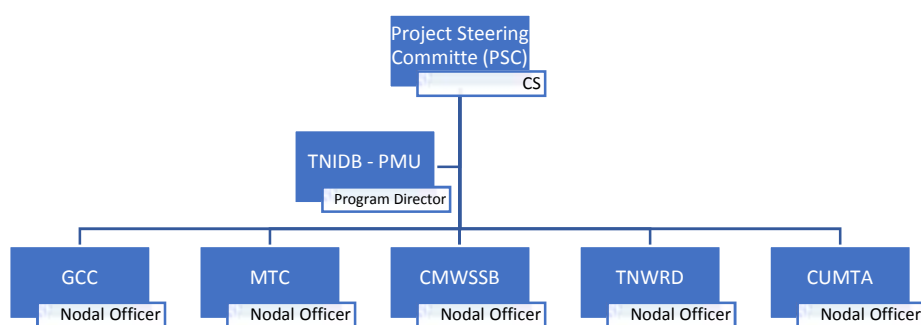 Project Steering
Committe (PSC)
CS
TNIDB - PMU
Program Director
GCC
Nodal Officer
MTC
Nodal Officer
CMWSSB
Nodal Officer
TNWRD
Nodal Officer
CUMTA
Nodal Officer